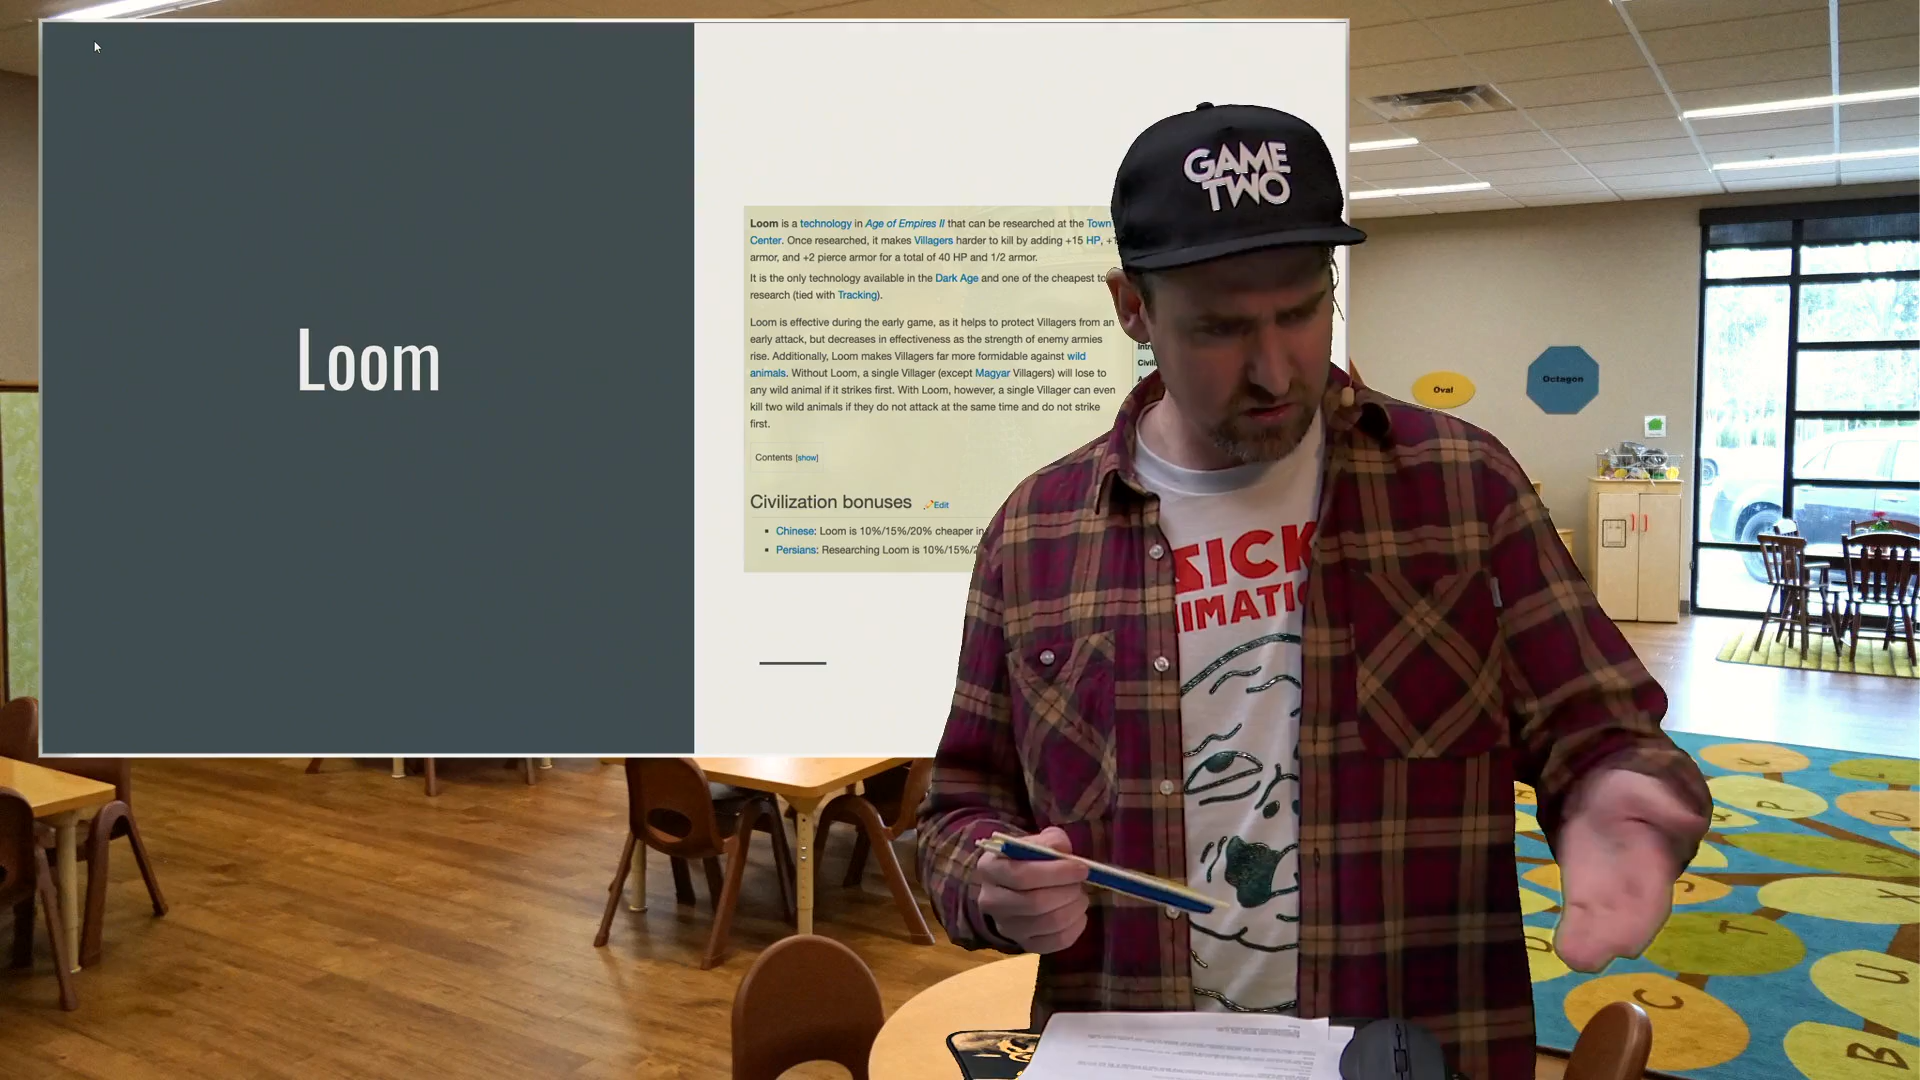 Loom
Loom is a technology in Age of Empires II that can be researched at the Town
Center. Once researched, it makes Villagers harder to kill by adding +15 HP, +1
armor, and +2 pierce armor for a total of 40 HP and 1/2 armor.
It is the only technology available in the Dark Age and one of the cheapest to
research (tied with Tracking).
Loom is effective during the early game, as it helps to protect Villagers from an
early attack, but decreases in effectiveness as the strength of enemy armies
rise. Additionally, Loom makes Villagers far more formidable against wild
animals. Without Loom, a single Villager (except Magyar Villagers) will lose to
any wild animal if it strikes first. With Loom, however, a single Villager can even
kill two wild animals if they do not attack at the same time and do not strike
first.
Contents [show]
Civilization bonuses Edit
Chinese: Loom is 10%/15%/20% cheaper in
Persians: Researching Loom is 10%/15%/2
GAME
TWO
SICK
NIMATIO
Oval
Octagon
L
P
T
C
U
X
B